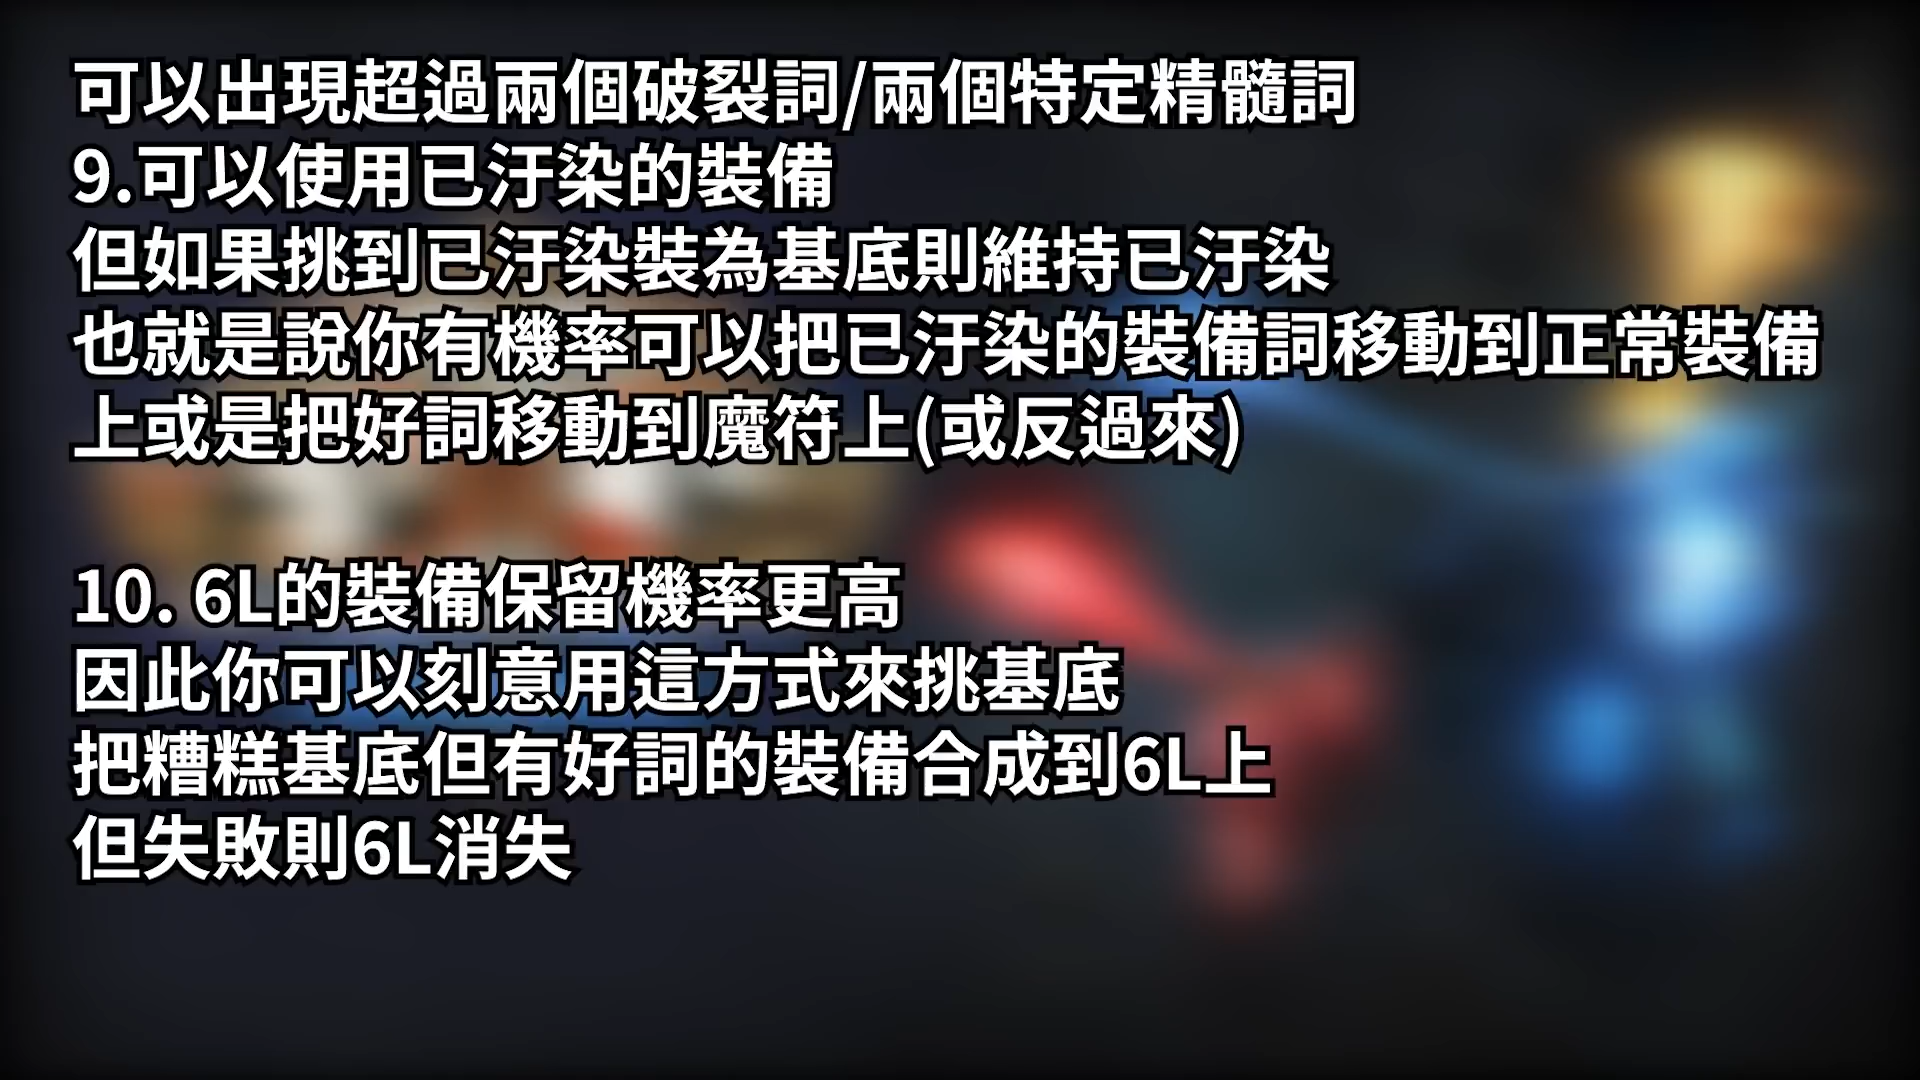 可以出現超過兩個破裂詞/兩個特定精髓詞
9.可以使用已汙染的裝備
但如果挑到已汙染裝為基底則維持已汙染
也就是說你有機率可以把已汙染的裝備詞移動到正常裝備
上或是把好詞移動到魔符上(或反過來)
10. 6L的裝備保留機率更高
因此你可以刻意用這方式來挑基底
把糟糕基底但有好詞的裝備合成到6L上
但失敗則6L消失